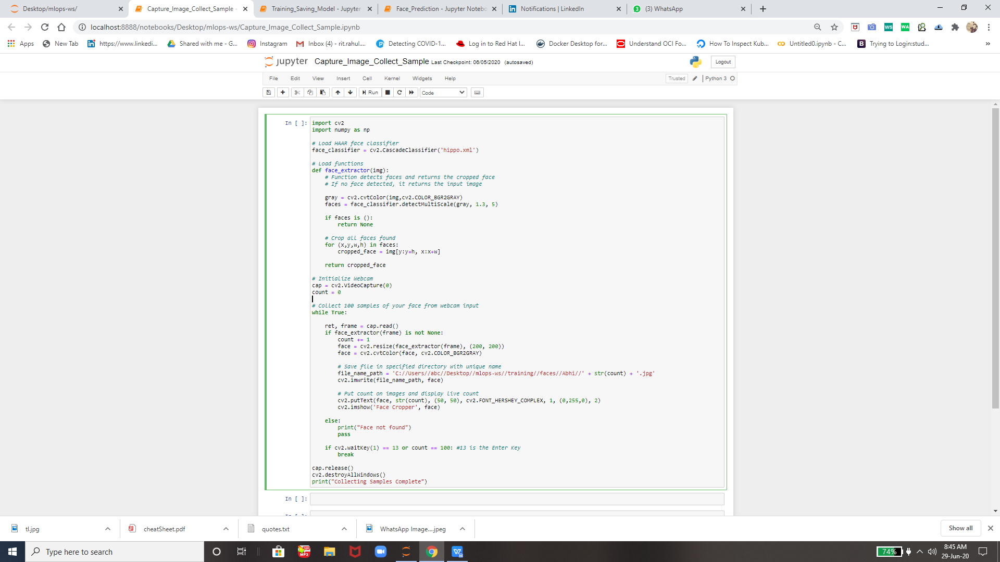 Desktop/mlops-ws/
Capture_Image_Collect_Sample -
Training_Saving_Model - Jupyter
Face_Prediction - Jupyter Notebo
Notifications | LinkedIn
(3) WhatsApp
localhost:8888/notebooks/Desktop/mlops-ws/Capture_Image_Collect_Sample.ipynb
Apps
New Tab
https://www.linkedi...
Shared with me - G...
Instagram
Inbox (4) - rit.rahul....
Detecting COVID-1...
Log in to Red Hat I...
Docker Desktop for...
Understand OCI Fo...
How To Inspect Kub...
Untitled0.ipynb - C...
Trying to Login:stud...
jupyter Capture_Image_Collect_Sample Last Checkpoint: 06/05/2020 (autosaved)
Logout
File Edit View Insert Cell Kernel Widgets Help
Trusted
Python 3
Run
Code
In [ ]:
import cv2
import numpy as np
# Load HAAR face classifier
face_classifier = cv2.CascadeClassifier('hippo.xml')
# Load functions
def face_extractor(img):
    # Function detects faces and returns the cropped face
    # If no face detected, it returns the input image
    gray = cv2.cvtColor(img,cv2.COLOR_BGR2GRAY)
    faces = face_classifier.detectMultiScale(gray, 1.3, 5)
    if faces is ():
        return None
    # Crop all faces found
    for (x,y,w,h) in faces:
        cropped_face = img[y:y+h, x:x+w]
    return cropped_face
# Initialize Webcam
cap = cv2.VideoCapture(0)
count = 0
# Collect 100 samples of your face from webcam input
while True:
    ret, frame = cap.read()
    if face_extractor(frame) is not None:
        count += 1
        face = cv2.resize(face_extractor(frame), (200, 200))
        face = cv2.cvtColor(face, cv2.COLOR_BGR2GRAY)
        # Save file in specified directory with unique name
        file_name_path = 'C://Users//abc//Desktop//mlops-ws//training//faces//Abhi//' + str(count) + '.jpg'
        cv2.imwrite(file_name_path, face)
        # Put count on images and display live count
        cv2.putText(face, str(count), (50, 50), cv2.FONT_HERSHEY_COMPLEX, 1, (0,255,0), 2)
        cv2.imshow('Face Cropper', face)
    else:
        print("Face not found")
        pass
    if cv2.waitKey(1) == 13 or count == 100: #13 is the Enter Key
        break
cap.release()
cv2.destroyAllWindows()
print("Collecting Samples Complete")
In [ ]:
tl.jpg
cheatSheet.pdf
quotes.txt
WhatsApp Image....jpeg
Show all
Type here to search
74%
8:45 AM
29-Jun-20